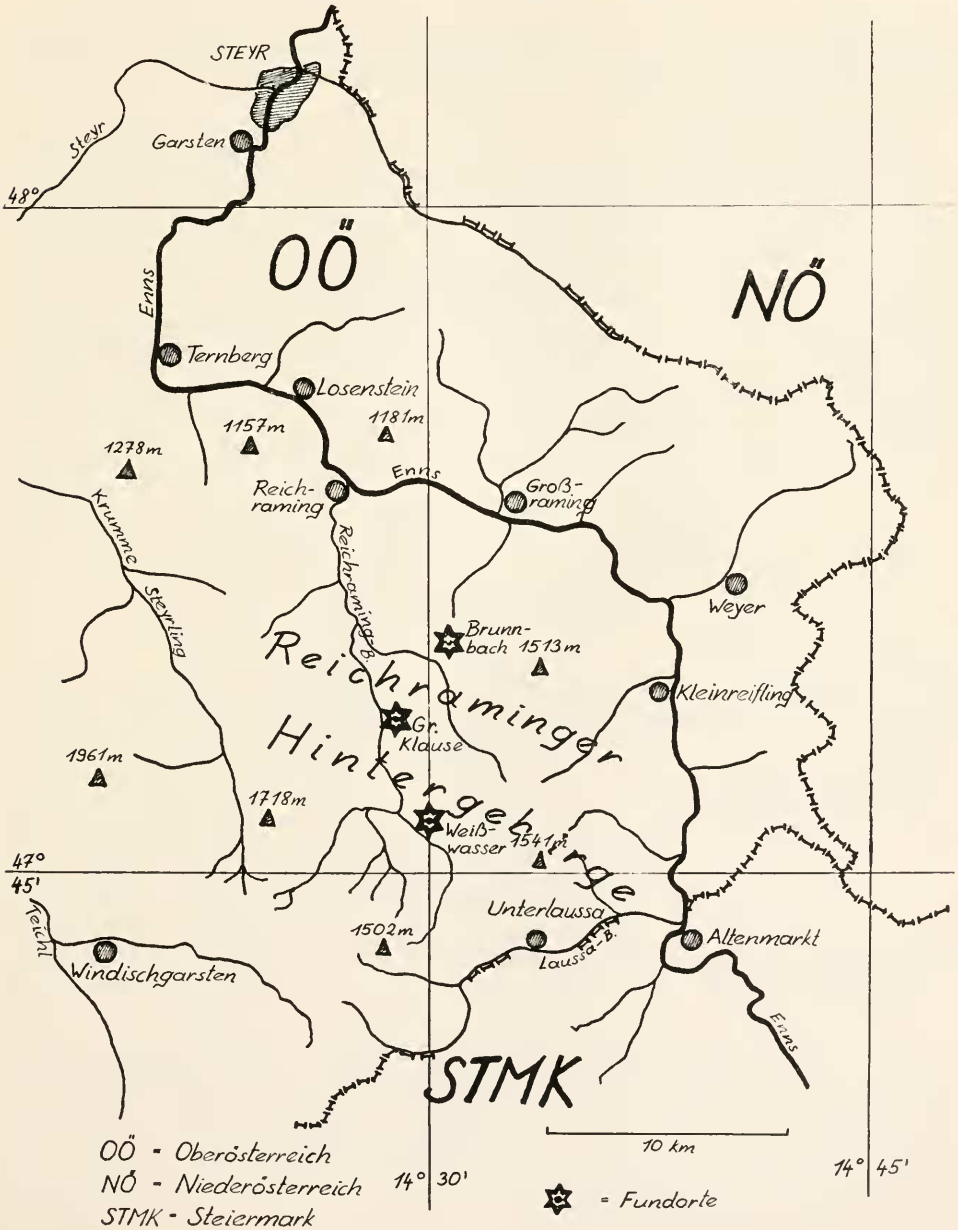 STEYR
Steyr
Garsten
48°
OÖ
NÖ
Enns
Ternberg
Losenstein
1157m
1181m
1278m
Enns
Reich-
raming
Groß-
raming
Krumme
Steyrling
Reichraming-B.
Weyer
Brunn-
bach
1513m
Reichraminger
Hintergebirge
Kleinreifling
Gr.
Klause
1961m
1718m
Weiß-
wasser
1541m
47°
45'
Teichl
Unterlaussa
1502m
Laussa-B.
Altenmarkt
Windischgarsten
Enns
STMK
10 km
OÖ - Oberösterreich
NÖ - Niederösterreich
STMK - Steiermark
14° 30'
14° 45'
= Fundorte